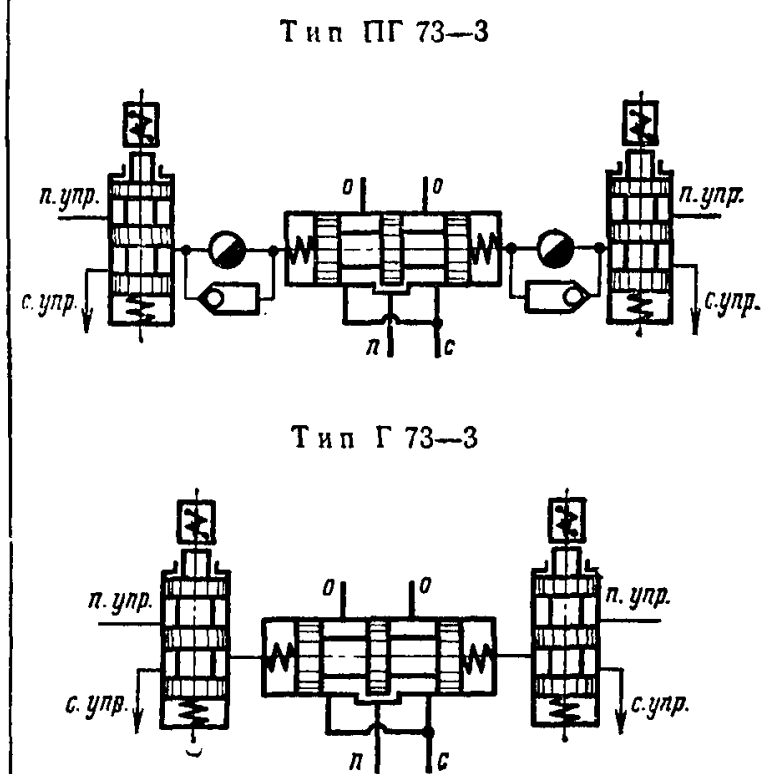 Тип ПГ 73—3
п. упр. о о п. упр.
с. упр. с. упр.
п с
Тип Г 73—3
п. упр. о о п. упр.
с. упр. с. упр.
п с